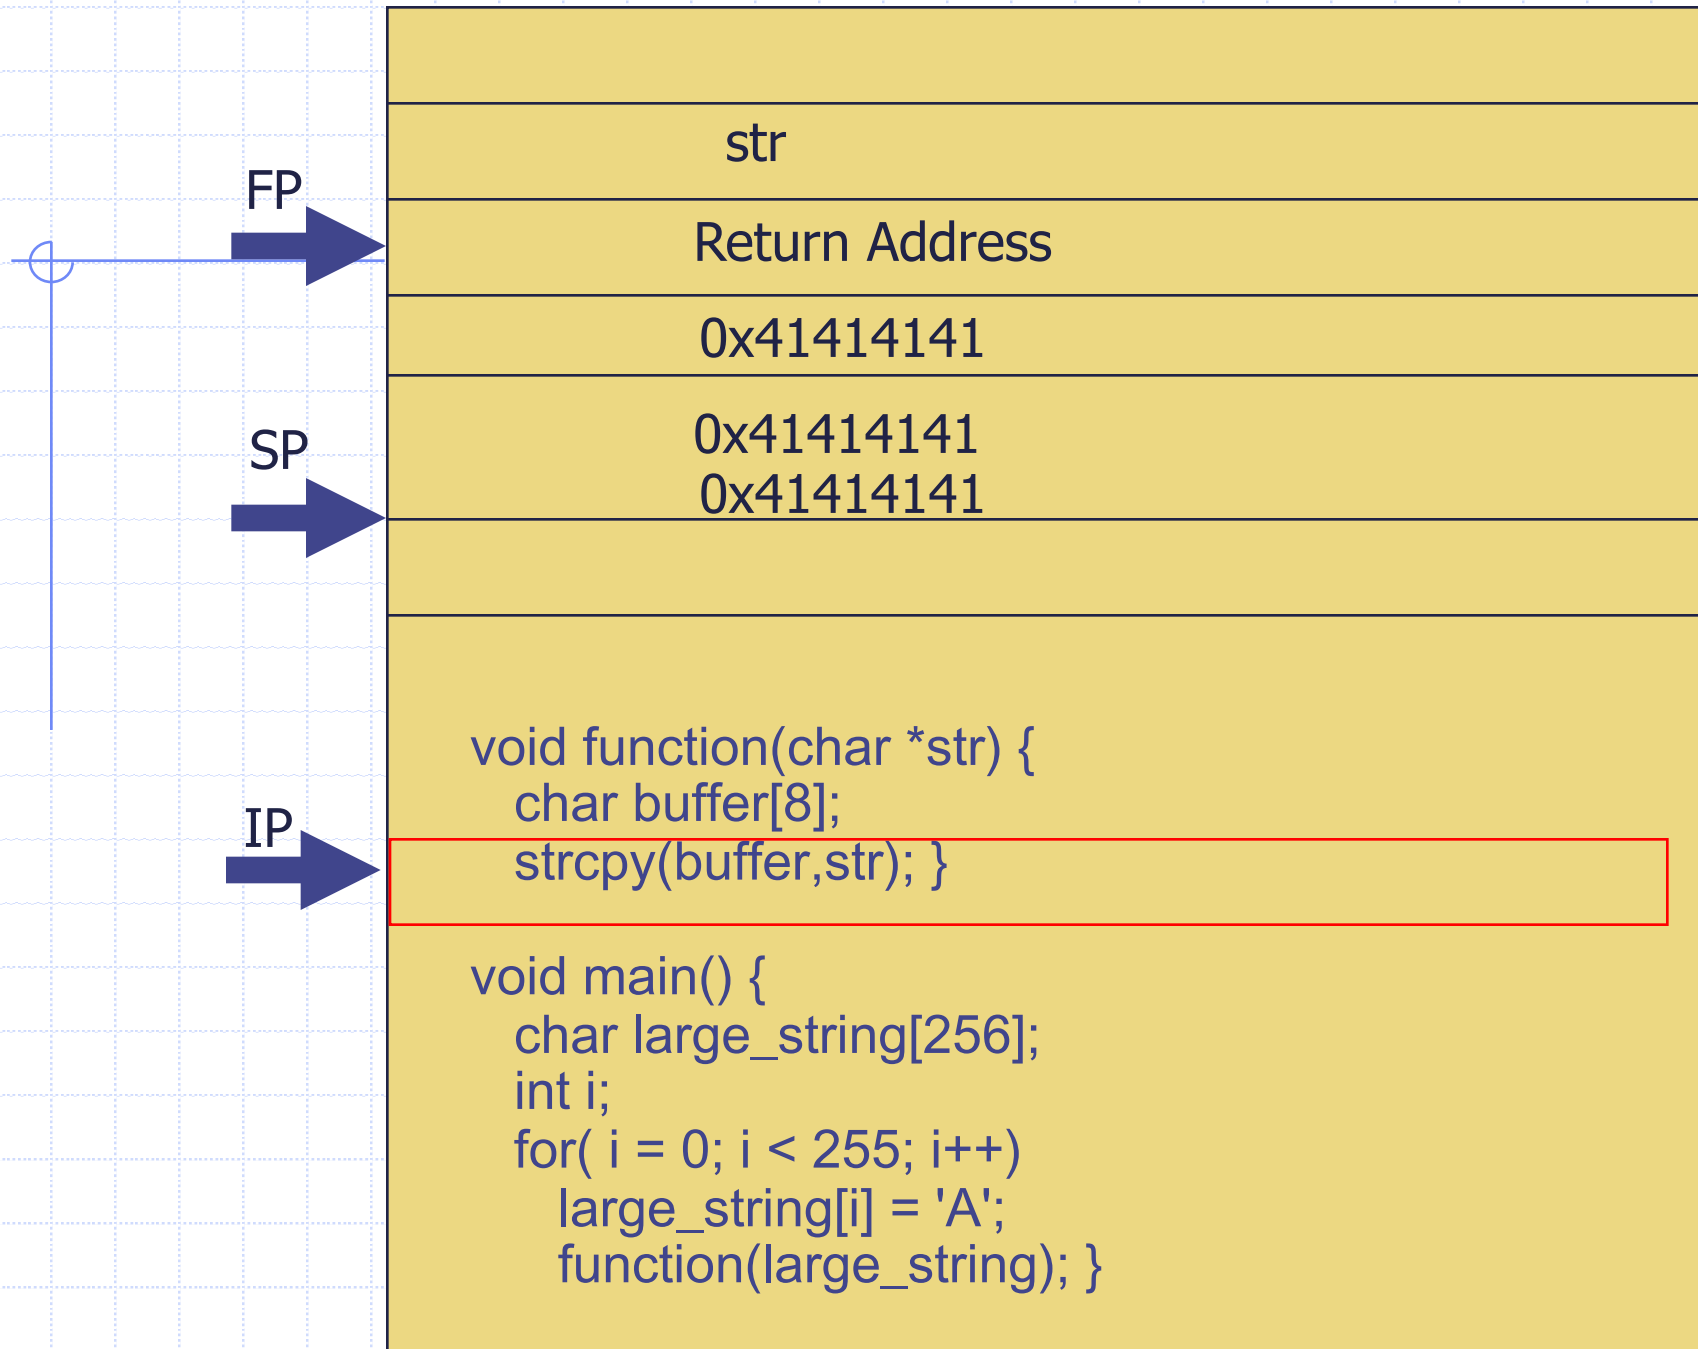 str
FP
Return Address
0x41414141
SP
0x41414141
0x41414141
void function(char *str) {
char buffer[8];
IP
strcpy(buffer,str); }
void main() {
char large_string[256];
int i;
for( i = 0; i < 255; i++)
large_string[i] = 'A';
function(large_string); }